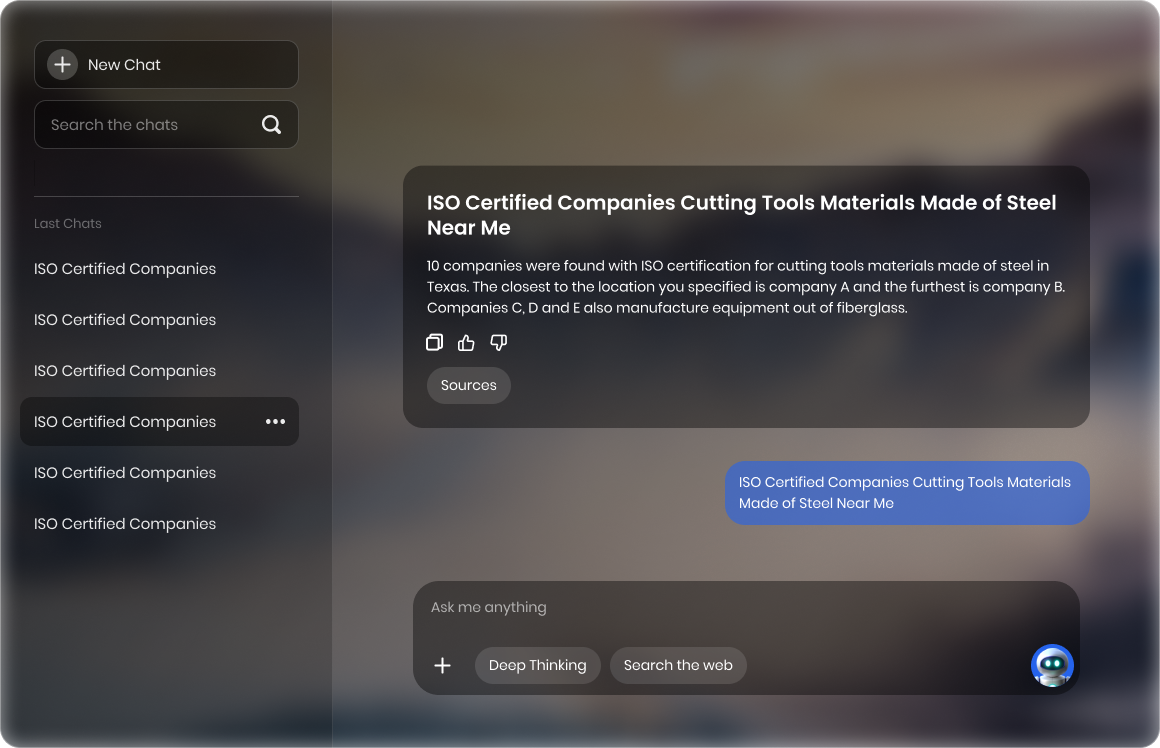 New Chat
Search the chats
Last Chats
ISO Certified Companies
ISO Certified Companies
ISO Certified Companies
ISO Certified Companies
ISO Certified Companies
ISO Certified Companies
ISO Certified Companies Cutting Tools Materials Made of Steel
Near Me
10 companies were found with ISO certification for cutting tools materials made of steel in
Texas. The closest to the location you specified is company A and the furthest is company B.
Companies C, D and E also manufacture equipment out of fiberglass.
Sources
ISO Certified Companies Cutting Tools Materials
Made of Steel Near Me
Ask me anything
Deep Thinking
Search the web